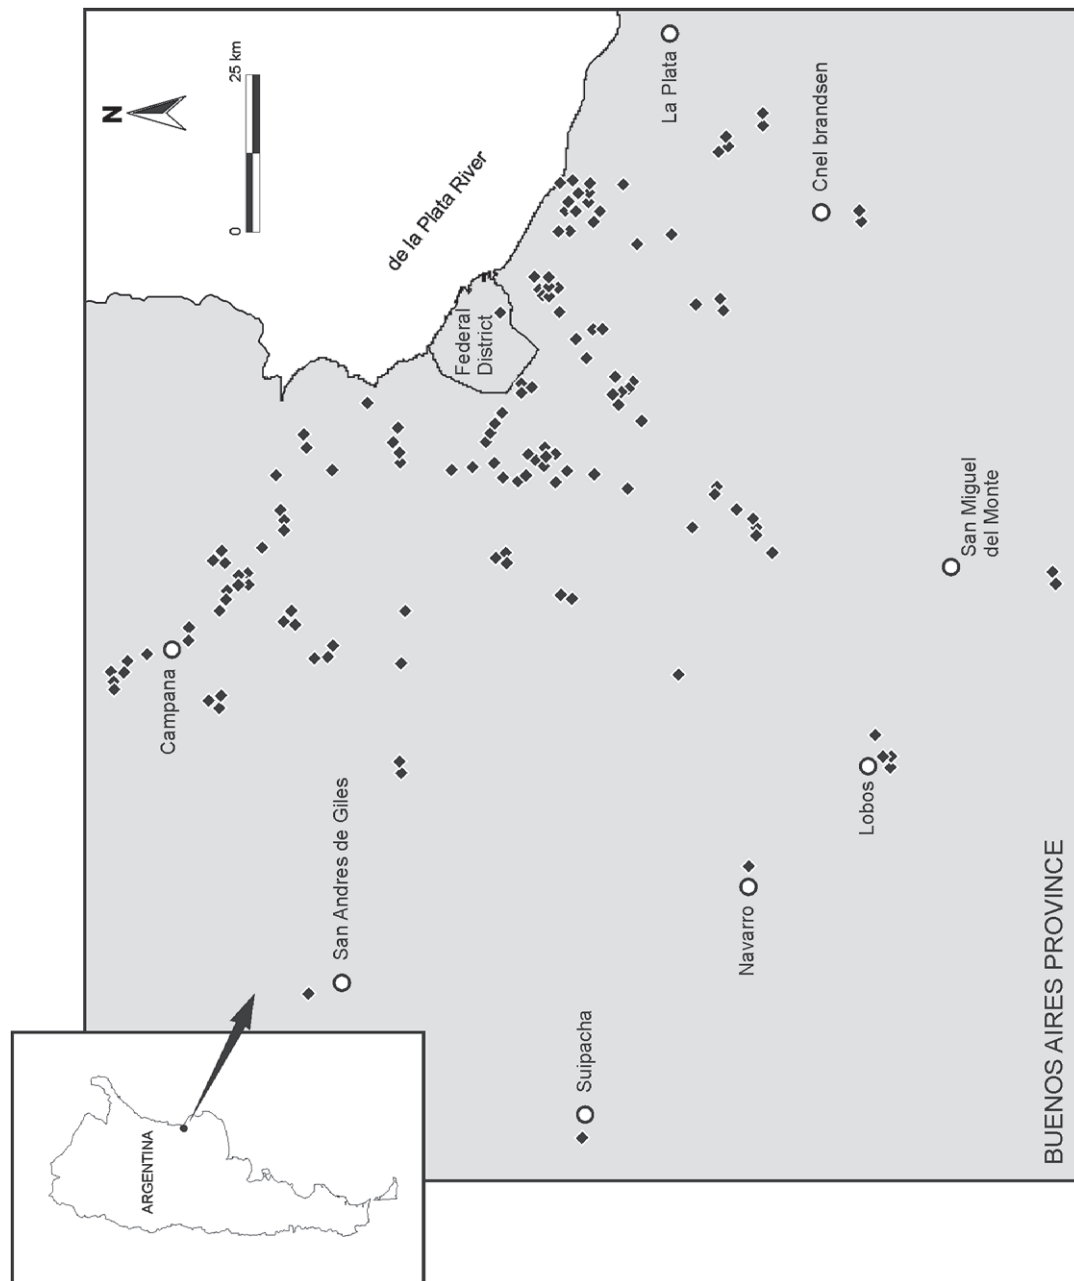 N
0
25 km
de la Plata River
Federal
District
La Plata
Cnel brandsen
Campana
San Andres de Giles
San Miguel
del Monte
Lobos
Navarro
Suipacha
ARGENTINA
BUENOS AIRES PROVINCE